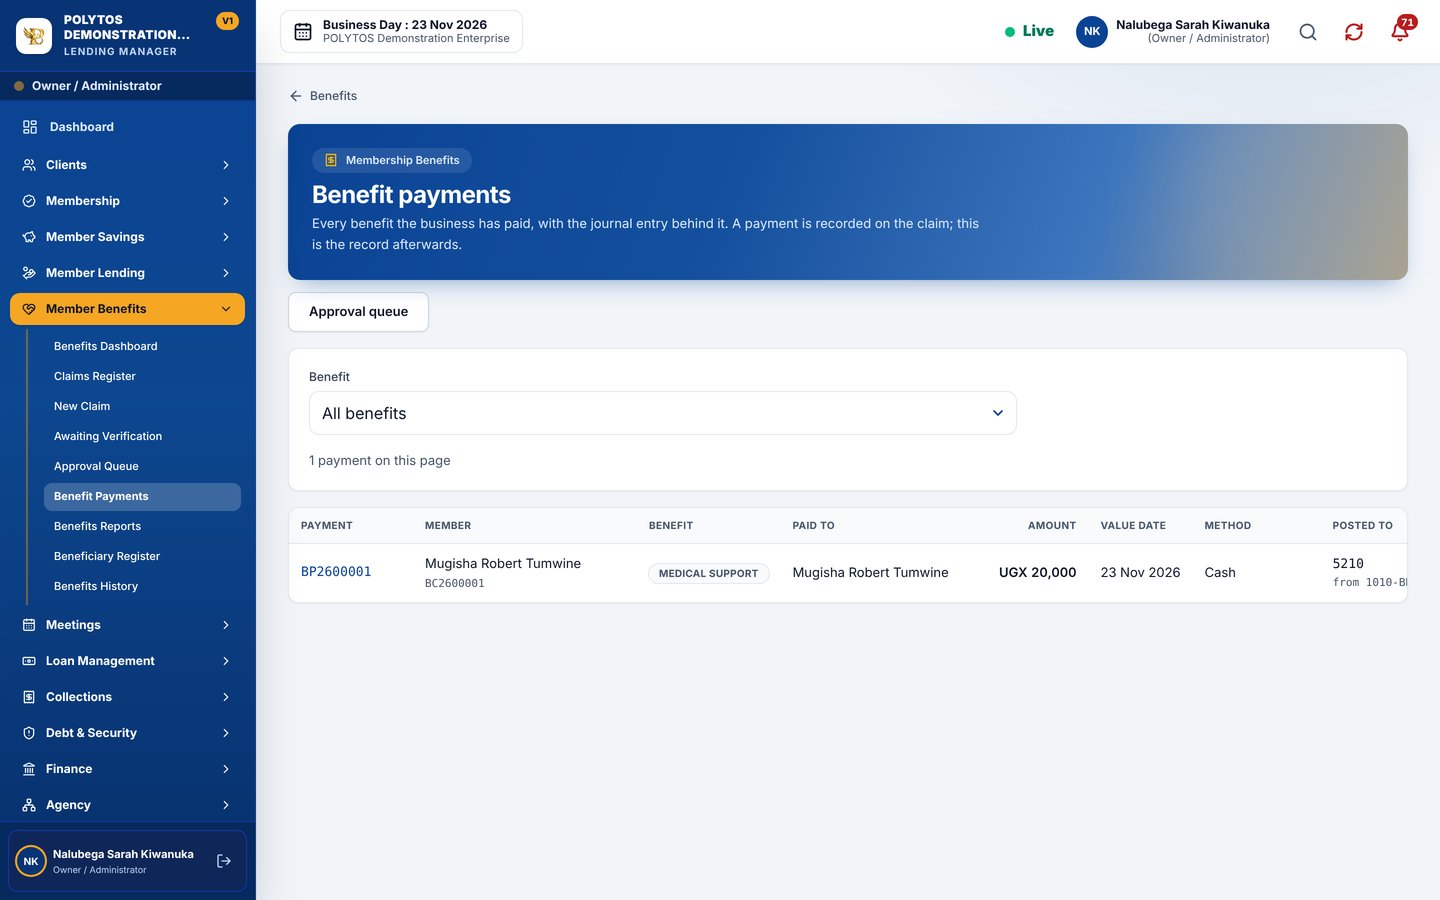 POLYTOS
DEMONSTRATION...
LENDING MANAGER
V1
Owner / Administrator
Dashboard
Clients
Membership
Member Savings
Member Lending
Member Benefits
Benefits Dashboard
Claims Register
New Claim
Awaiting Verification
Approval Queue
Benefit Payments
Benefits Reports
Beneficiary Register
Benefits History
Meetings
Loan Management
Collections
Debt & Security
Finance
Agency
NK
Nalubega Sarah Kiwanuka
Owner / Administrator
Business Day : 23 Nov 2026
POLYTOS Demonstration Enterprise
Live
NK
Nalubega Sarah Kiwanuka
(Owner / Administrator)
71
Benefits
Membership Benefits
Benefit payments
Every benefit the business has paid, with the journal entry behind it. A payment is recorded on the claim; this
is the record afterwards.
Approval queue
Benefit
All benefits
1 payment on this page
PAYMENT MEMBER BENEFIT PAID TO AMOUNT VALUE DATE METHOD POSTED TO
BP2600001 Mugisha Robert Tumwine MEDICAL SUPPORT Mugisha Robert Tumwine UGX 20,000 23 Nov 2026 Cash 5210
BC2600001 from 1010-